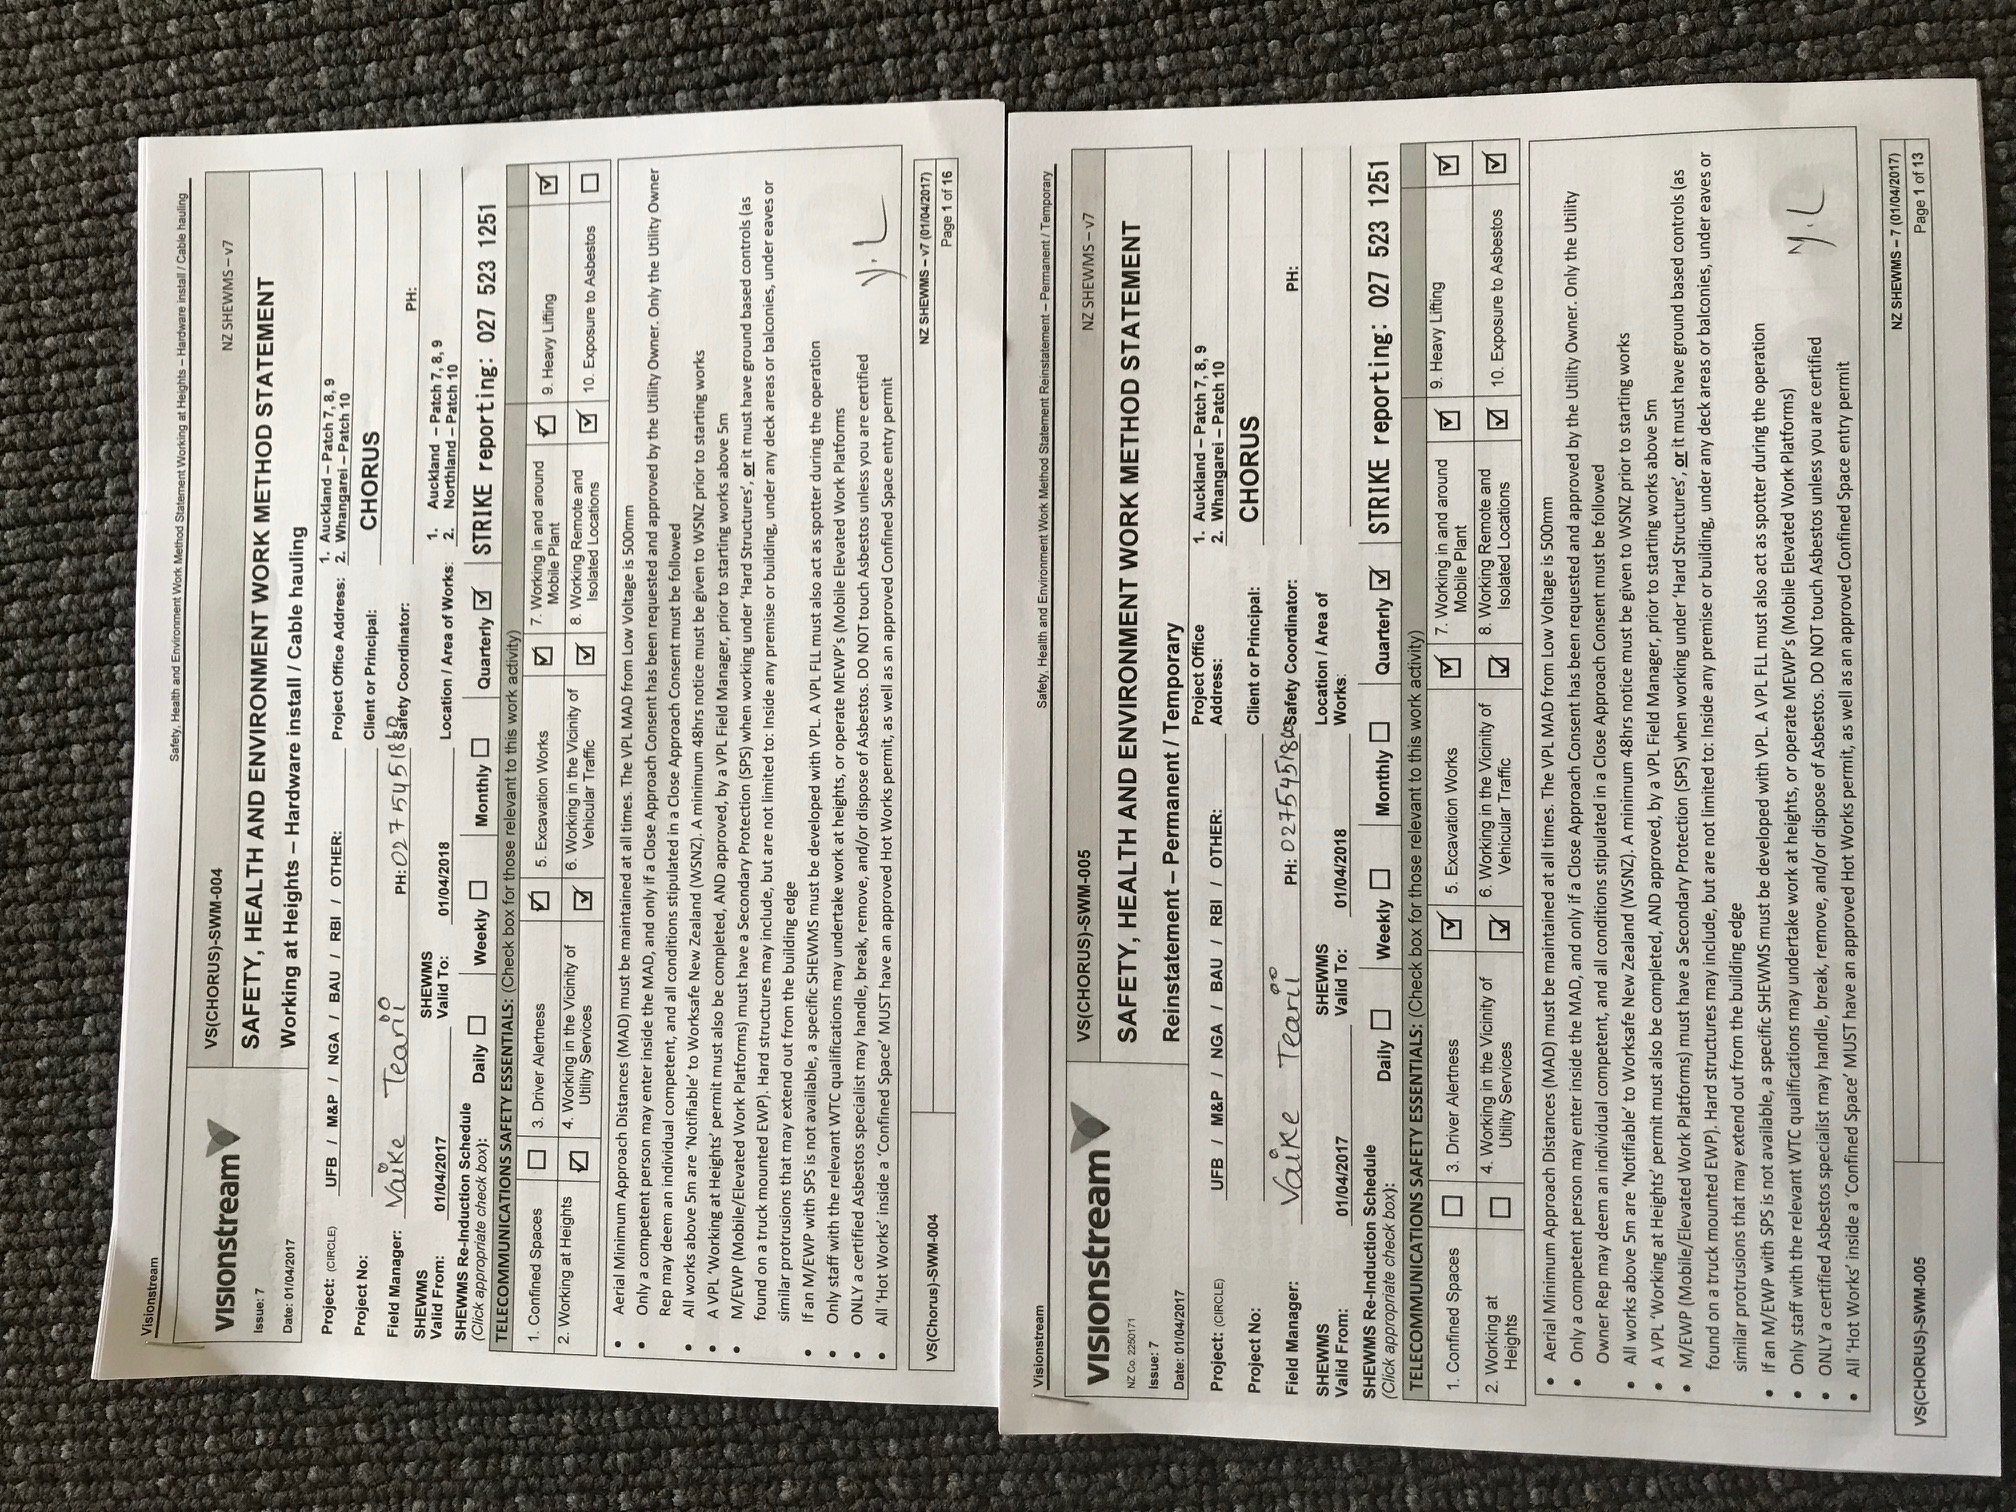 Visionstream
Safety, Health and Environment Work Method Statement Working at Heights – Hardware install / Cable hauling
visionstream
Issue: 7
Date: 01/04/2017
VS(CHORUS)-SWM-004
NZ SHEWMS – v7
SAFETY, HEALTH AND ENVIRONMENT WORK METHOD STATEMENT
Working at Heights – Hardware install / Cable hauling
Project: (CIRCLE) UFB / M&P / NGA / BAU / RBI / OTHER:
Project Office Address: 1. Auckland – Patch 7, 8, 9
2. Whangarei – Patch 10
Project No:
Client or Principal: CHORUS
Field Manager: Vaike Tearii PH: 0275451860 Safety Coordinator: PH:
SHEWMS
Valid From: 01/04/2017
SHEWMS
Valid To: 01/04/2018
Location / Area of Works: 1. Auckland – Patch 7, 8, 9
2. Northland – Patch 10
SHEWMS Re-Induction Schedule
(Click appropriate check box): Daily ☐ Weekly ☐ Monthly ☐ Quarterly ☑ STRIKE reporting: 027 523 1251
TELECOMMUNICATIONS SAFETY ESSENTIALS: (Check box for those relevant to this work activity)
1. Confined Spaces ☐
3. Driver Alertness ☑
5. Excavation Works ☑
7. Working in and around
Mobile Plant ☑
9. Heavy Lifting ☑
2. Working at Heights ☑
4. Working in the Vicinity of
Utility Services ☑
6. Working in the Vicinity of
Vehicular Traffic ☑
8. Working Remote and
Isolated Locations ☑
10. Exposure to Asbestos ☐
• Aerial Minimum Approach Distances (MAD) must be maintained at all times. The VPL MAD from Low Voltage is 500mm
• Only a competent person may enter inside the MAD, and only if a Close Approach Consent has been requested and approved by the Utility Owner. Only the Utility Owner
Rep may deem an individual competent, and all conditions stipulated in a Close Approach Consent must be followed
• All works above 5m are 'Notifiable' to Worksafe New Zealand (WSNZ). A minimum 48hrs notice must be given to WSNZ prior to starting works
• A VPL 'Working at Heights' permit must also be completed, AND approved, by a VPL Field Manager, prior to starting works above 5m
• M/EWP (Mobile/Elevated Work Platforms) must have a Secondary Protection (SPS) when working under 'Hard Structures', or it must have ground based controls (as
found on a truck mounted EWP). Hard structures may include, but are not limited to: Inside any premise or building, under any deck areas or balconies, under eaves or
similar protrusions that may extend out from the building edge
• If an M/EWP with SPS is not available, a specific SHEWMS must be developed with VPL. A VPL FLL must also act as spotter during the operation
• Only staff with the relevant WTC qualifications may undertake work at heights, or operate MEWP's (Mobile Elevated Work Platforms
• ONLY a certified Asbestos specialist may handle, break, remove, and/or dispose of Asbestos. DO NOT touch Asbestos unless you are certified
• All 'Hot Works' inside a 'Confined Space' MUST have an approved Hot Works permit, as well as an approved Confined Space entry permit
Y.L
VS(Chorus)-SWM-004
NZ SHEWMS – v7 (01/04/2017)
Page 1 of 16
Visionstream
Safety, Health and Environment Work Method Statement Reinstatement – Permanent / Temporary
visionstream
NZ Co. 2250171
Issue: 7
Date: 01/04/2017
VS(CHORUS)-SWM-005
NZ SHEWMS – v7
SAFETY, HEALTH AND ENVIRONMENT WORK METHOD STATEMENT
Reinstatement – Permanent / Temporary
Project: (CIRCLE) UFB / M&P / NGA / BAU / RBI / OTHER:
Project Office
Address:
1. Auckland – Patch 7, 8, 9
2. Whangarei – Patch 10
Project No:
Client or Principal: CHORUS
Field Manager: Vaike Tearii PH: 0275451860 Safety Coordinator: PH:
SHEWMS
Valid From: 01/04/2017
SHEWMS
Valid To: 01/04/2018
Location / Area of
Works:
SHEWMS Re-Induction Schedule
(Click appropriate check box): Daily ☐ Weekly ☐ Monthly ☐ Quarterly ☑ STRIKE reporting: 027 523 1251
TELECOMMUNICATIONS SAFETY ESSENTIALS: (Check box for those relevant to this work activity)
1. Confined Spaces ☐
3. Driver Alertness ☑
5. Excavation Works ☑
7. Working in and around
Mobile Plant ☑
9. Heavy Lifting ☑
2. Working at
Heights ☐
4. Working in the Vicinity of
Utility Services ☑
6. Working in the Vicinity of
Vehicular Traffic ☑
8. Working Remote and
Isolated Locations ☑
10. Exposure to Asbestos ☑
• Aerial Minimum Approach Distances (MAD) must be maintained at all times. The VPL MAD from Low Voltage is 500mm
• Only a competent person may enter inside the MAD, and only if a Close Approach Consent has been requested and approved by the Utility Owner. Only the Utility
Owner Rep may deem an individual competent, and all conditions stipulated in a Close Approach Consent must be followed
• All works above 5m are 'Notifiable' to Worksafe New Zealand (WSNZ). A minimum 48hrs notice must be given to WSNZ prior to starting works
• A VPL 'Working at Heights' permit must also be completed, AND approved, by a VPL Field Manager, prior to starting works above 5m
• M/EWP (Mobile/Elevated Work Platforms) must have a Secondary Protection (SPS) when working under 'Hard Structures', or it must have ground based controls (as
found on a truck mounted EWP). Hard structures may include, but are not limited to: Inside any premise or building, under any deck areas or balconies, under eaves or
similar protrusions that may extend out from the building edge
• If an M/EWP with SPS is not available, a specific SHEWMS must be developed with VPL. A VPL FLL must also act as spotter during the operation
• Only staff with the relevant WTC qualifications may undertake work at heights, or operate MEWP's (Mobile Elevated Work Platforms)
• ONLY a certified Asbestos specialist may handle, break, remove, and/or dispose of Asbestos. DO NOT touch Asbestos unless you are certified
• All 'Hot Works' inside a 'Confined Space' MUST have an approved Hot Works permit, as well as an approved Confined Space entry permit
Y.L
VS(CHORUS)-SWM-005
NZ SHEWMS – 7 (01/04/2017)
Page 1 of 13